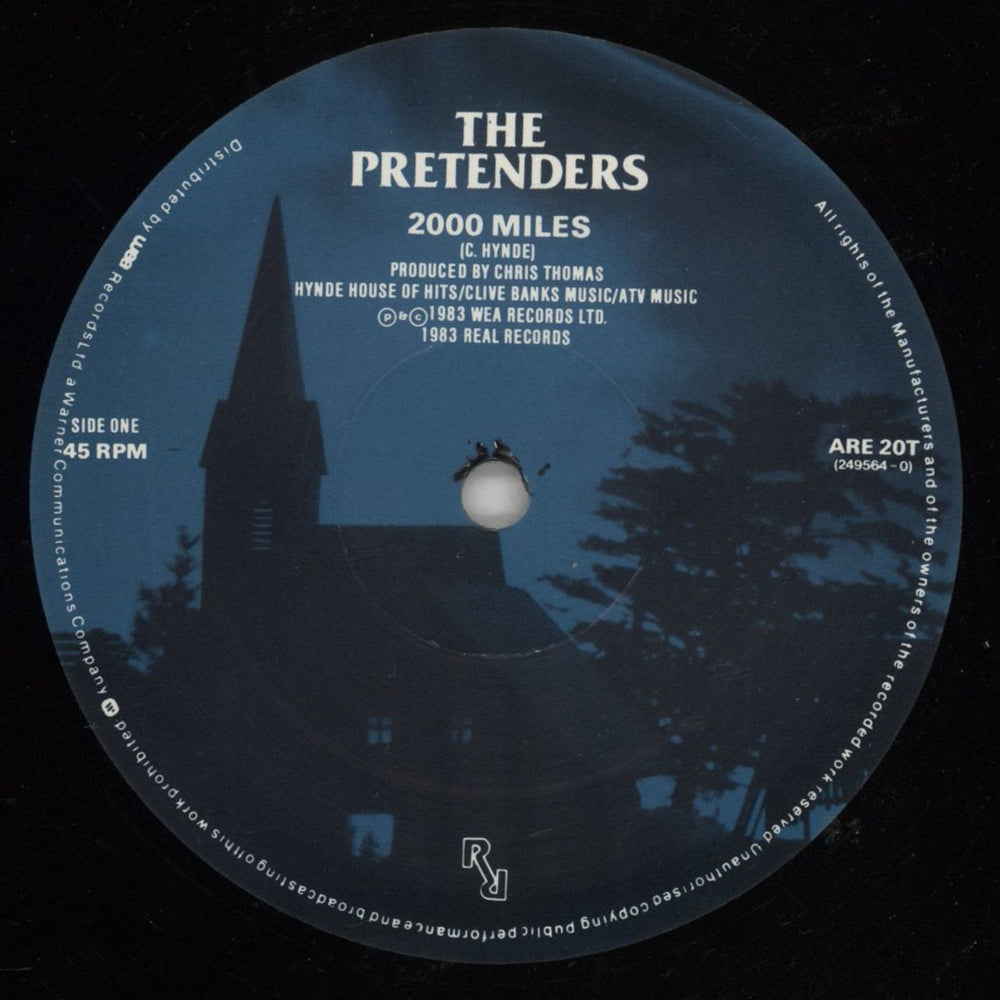 THE
PRETENDERS
2000 MILES
(C. HYNDE)
PRODUCED BY CHRIS THOMAS
HYNDE HOUSE OF HITS/CLIVE BANKS MUSIC/ATV MUSIC
Ⓟ&Ⓒ1983 WEA RECORDS LTD.
1983 REAL RECORDS
SIDE ONE
45 RPM
ARE 20T
(249564-0)
All rights of the Manufacturers and of the owners of the recorded work reserved Unauthorised copying public performance and broadcasting of this work prohibited
Distributed by wea Records Ltd a Warner Communications Company
R